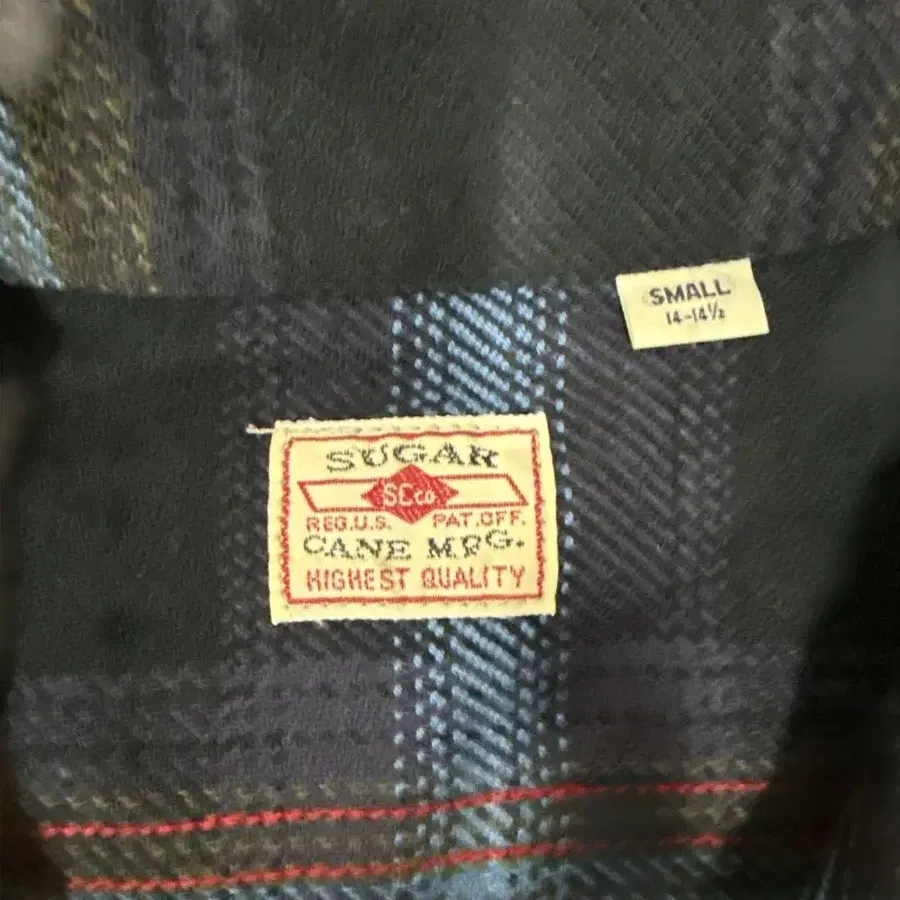 SMALL
14-14½
SUGAR
SCco.
REG.U.S. PAT.OFF.
CANE MFG.
HIGHEST QUALITY